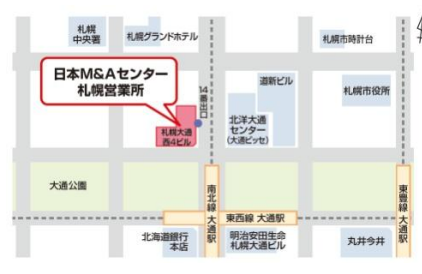 札幌
中央署
札幌グランドホテル
札幌市時計台
日本M&Aセンター
札幌営業所
14番出口
道新ビル
札幌市役所
北洋大通
センター
(大通ビッセ)
札幌大通
西4ビル
大通公園
南北線 大通駅
東豊線 大通駅
東西線 大通駅
北海道銀行
本店
明治安田生命
札幌大通ビル
丸井今井